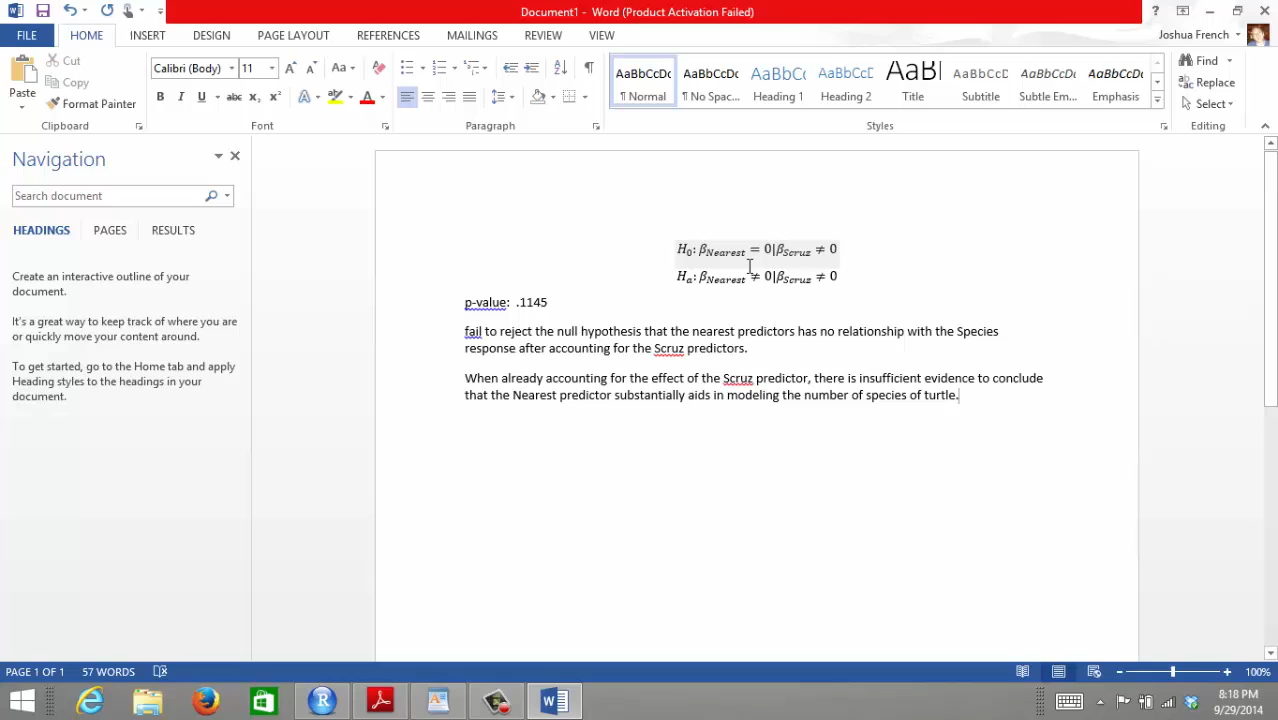 Document1 - Word (Product Activation Failed)
FILE HOME INSERT DESIGN PAGE LAYOUT REFERENCES MAILINGS REVIEW VIEW Joshua French
Cut
Copy
Format Painter
Paste
Clipboard
Calibri (Body) 11
Font
Paragraph
AaBbCcDc AaBbCcDc AaBbCc AaBbCcD AaBl AaBbCcD AaBbCcDc AaBbCcDc
¶ Normal ¶ No Spac... Heading 1 Heading 2 Title Subtitle Subtle Em... Emphasis
Styles
Find
Replace
Select
Editing
Navigation
Search document
HEADINGS PAGES RESULTS
Create an interactive outline of your
document.
It's a great way to keep track of where you are
or quickly move your content around.
To get started, go to the Home tab and apply
Heading styles to the headings in your
document.
H₀: β_Nearest = 0|β_Scruz ≠ 0
Hₐ: β_Nearest ≠ 0|β_Scruz ≠ 0
p-value: .1145
fail to reject the null hypothesis that the nearest predictors has no relationship with the Species
response after accounting for the Scruz predictors.
When already accounting for the effect of the Scruz predictor, there is insufficient evidence to conclude
that the Nearest predictor substantially aids in modeling the number of species of turtle.
PAGE 1 OF 1 57 WORDS 100%
8:18 PM
9/29/2014